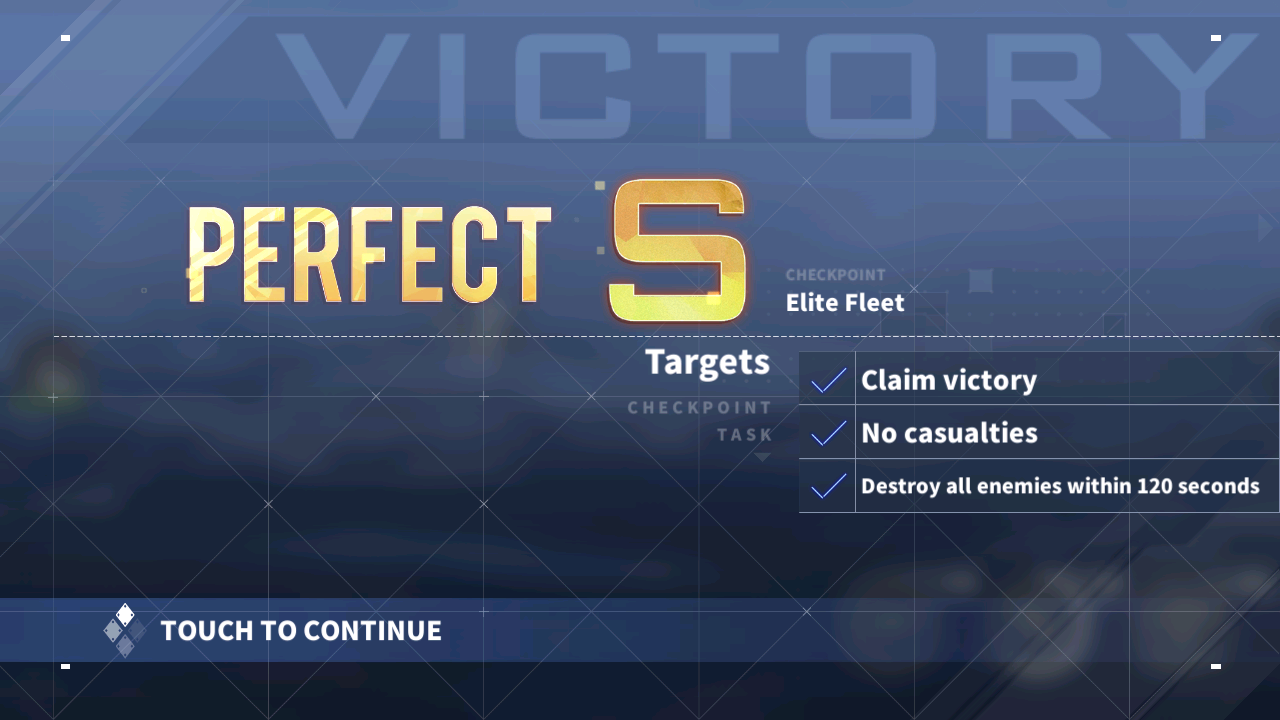 VICTORY
PERFECT S
CHECKPOINT
Elite Fleet
Targets
CHECKPOINT
TASK
Claim victory
No casualties
Destroy all enemies within 120 seconds
TOUCH TO CONTINUE